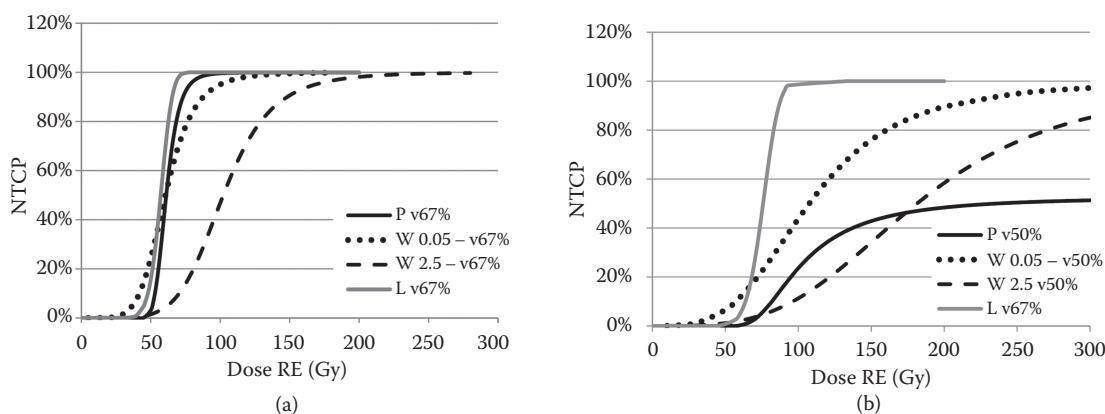 120%
100%
80%
60%
40%
20%
0%
NTCP
P v67%
W 0.05 – v67%
W 2.5 – v67%
L v67%
0 50 100 150 200 250 300
Dose RE (Gy)
(a)
120%
100%
80%
60%
40%
20%
0%
NTCP
P v50%
W 0.05 – v50%
W 2.5 v50%
L v67%
0 50 100 150 200 250 300
Dose RE (Gy)
(b)